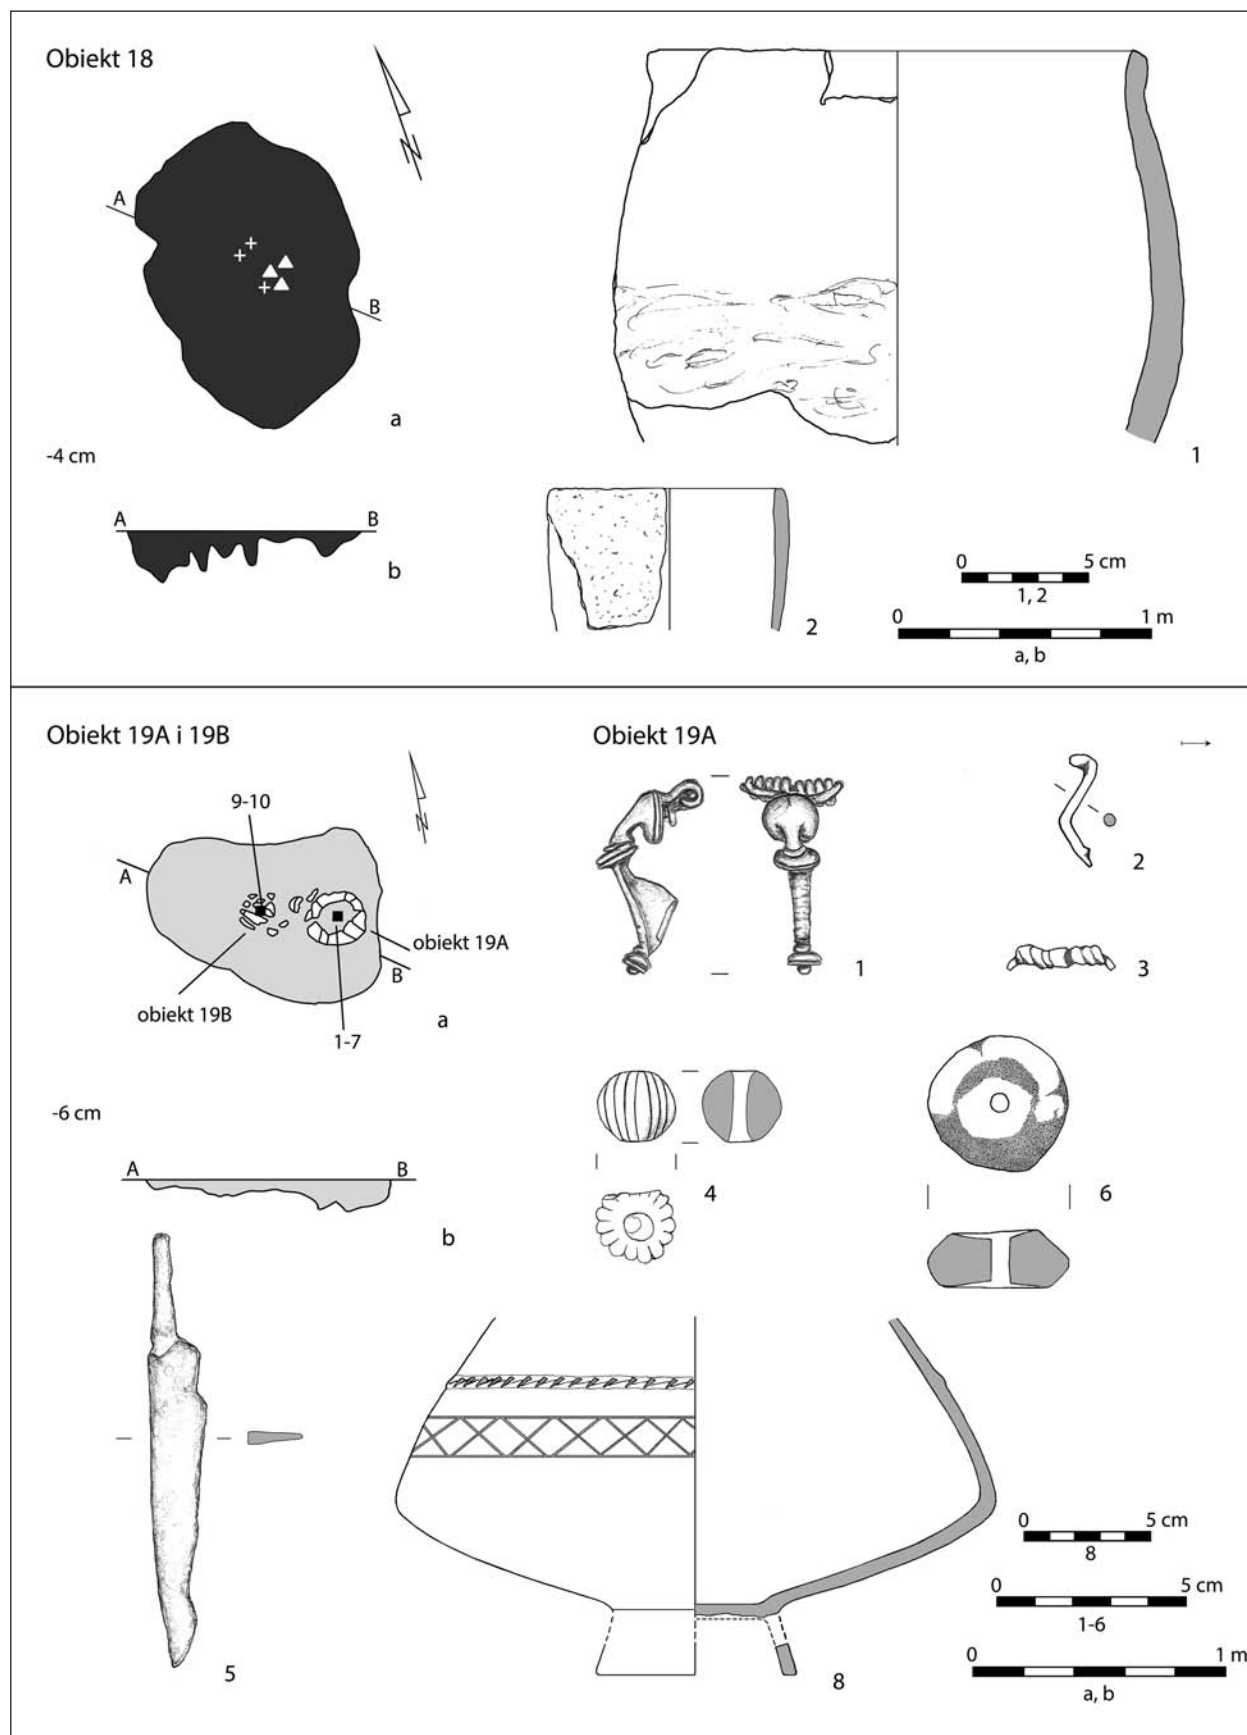 Obiekt 18
A
B
a
-4 cm
A
B
b
1
2
0 5 cm
1, 2
0 1 m
a, b
Obiekt 19A i 19B
9-10
A
obiekt 19A
B
obiekt 19B
1-7
a
-6 cm
A
B
b
Obiekt 19A
1
2
3
4
6
5
8
0 5 cm
8
0 5 cm
1-6
0 1 m
a, b